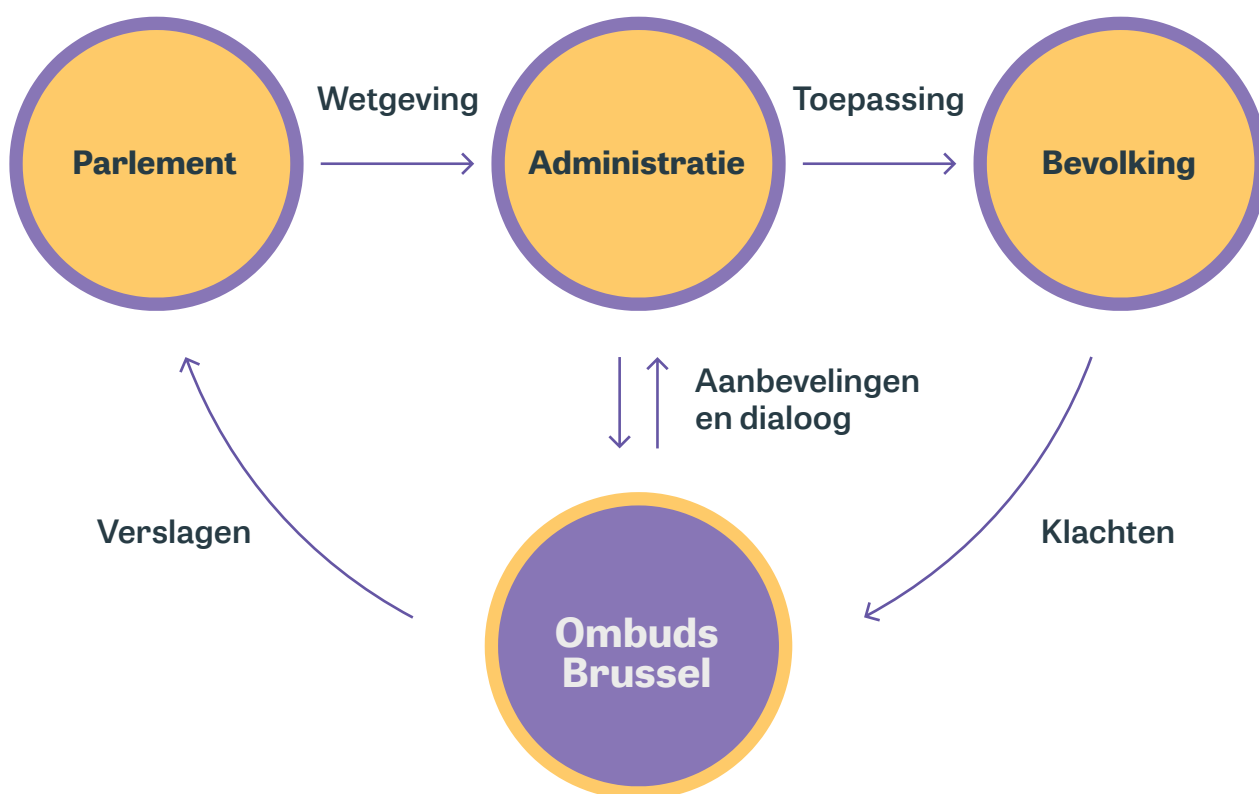 Wetgeving
Toepassing
Parlement
Administratie
Bevolking
Aanbevelingen
en dialoog
Verslagen
Klachten
Ombuds
Brussel